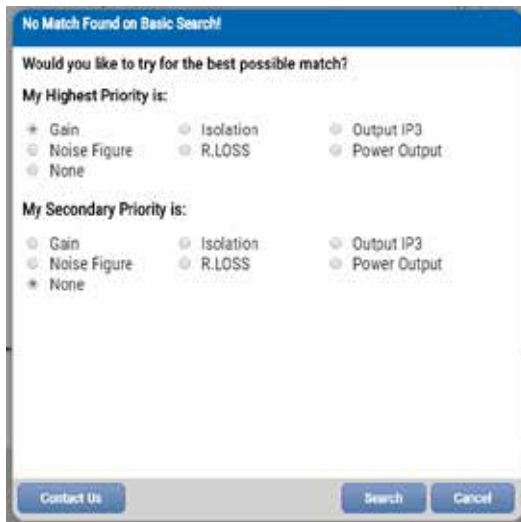 No Match Found on Basic Search!
Would you like to try for the best possible match?
My Highest Priority is:
Gain Isolation Output IP3
Noise Figure R.LOSS Power Output
None
My Secondary Priority is:
Gain Isolation Output IP3
Noise Figure R.LOSS Power Output
None
Contact Us Search Cancel